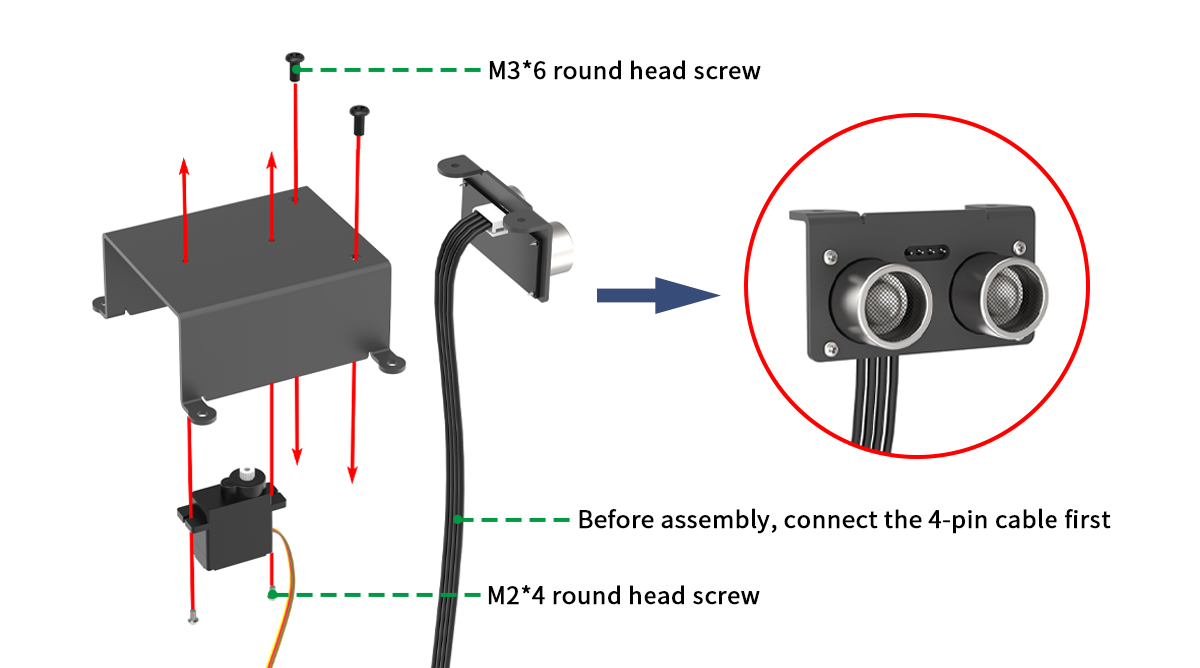 M3*6 round head screw
Before assembly, connect the 4-pin cable first
M2*4 round head screw